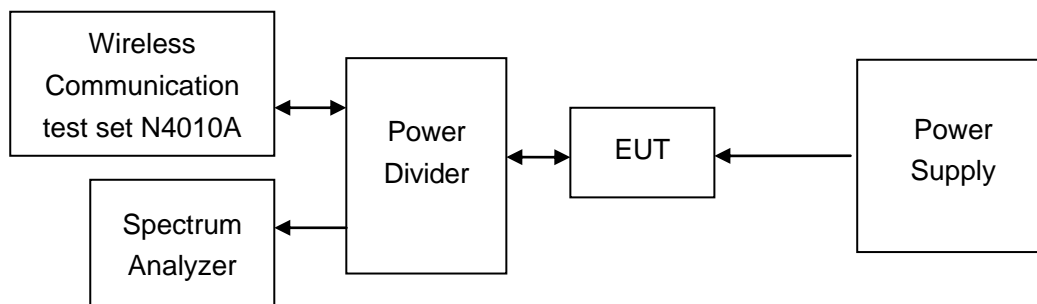 Wireless
Communication
test set N4010A
Spectrum
Analyzer
Power
Divider
EUT
Power
Supply